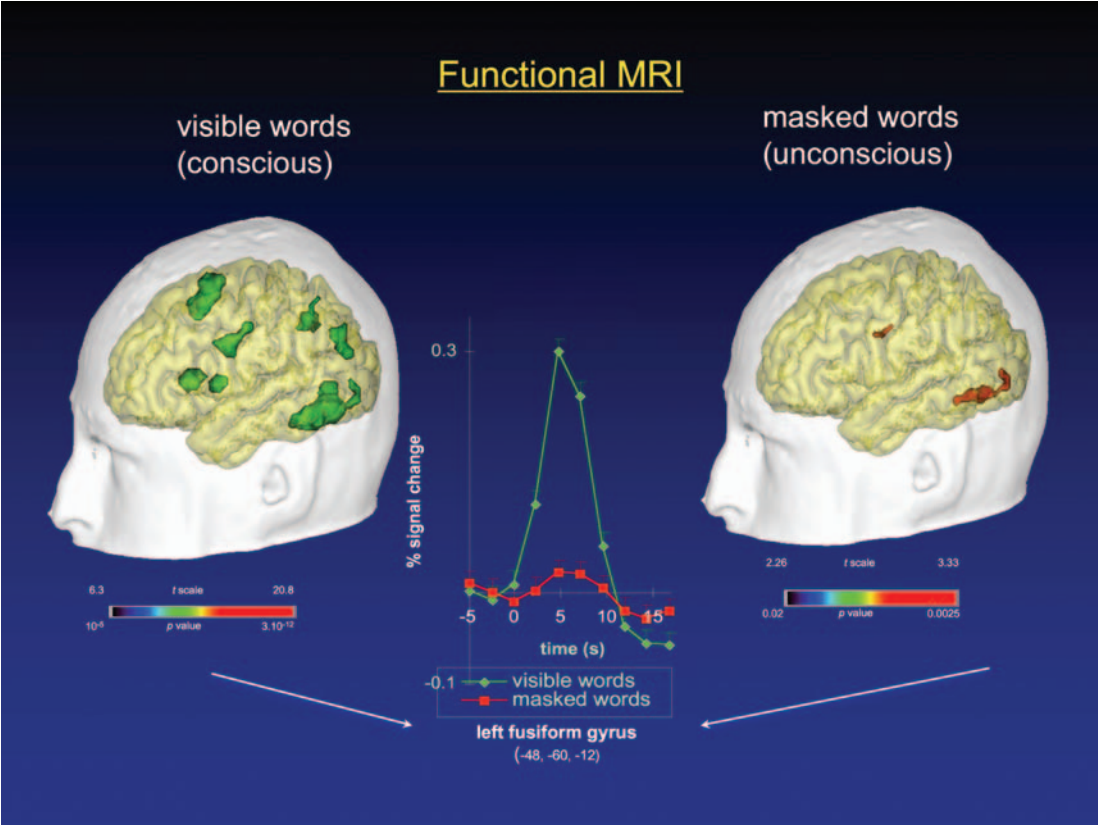 Functional MRI
visible words
(conscious)
masked words
(unconscious)
0.3
% signal change
-5 0 5 10 15
time (s)
-0.1
visible words
masked words
left fusiform gyrus
(-48, -60, -12)
6.3 t scale 20.8
10⁻⁵ p value 3.10⁻¹²
2.26 t scale 3.33
0.02 p value 0.0025